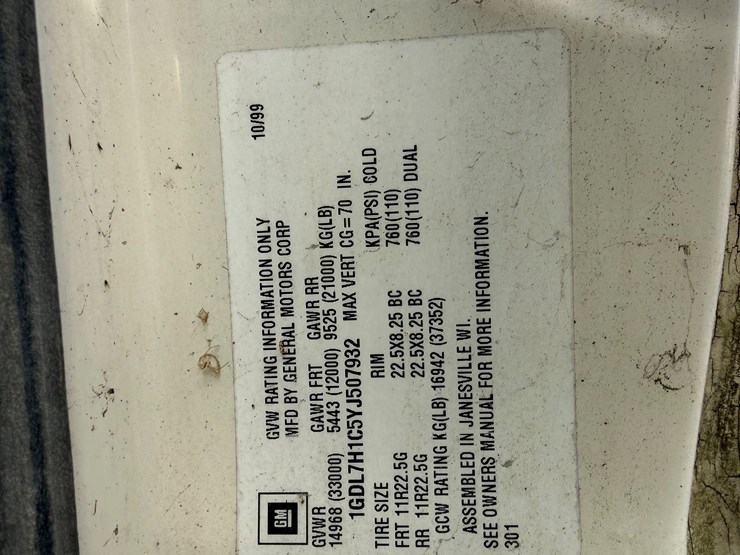 GM
GVW RATING INFORMATION ONLY 10/99
MFD BY GENERAL MOTORS CORP
GVWR GAWR FRT GAWR RR
14968 (33000) 5443 (12000) 9525 (21000) KG(LB)
1GDL7H1C5YJ507932 MAX VERT CG=70 IN.
TIRE SIZE RIM KPA(PSI) COLD
FRT 11R22.5G 22.5X8.25 BC 760(110)
RR 11R22.5G 22.5X8.25 BC 760(110) DUAL
GCW RATING KG(LB) 16942 (37352)
ASSEMBLED IN JANESVILLE WI.
SEE OWNERS MANUAL FOR MORE INFORMATION.
301